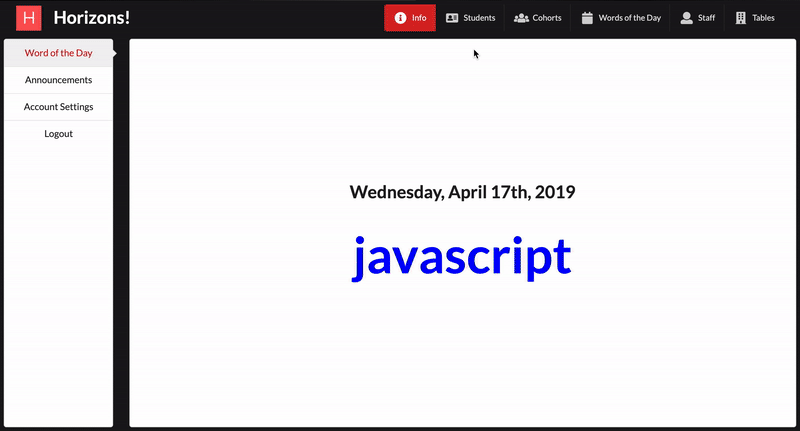 H Horizons!
Info Students Cohorts Words of the Day Staff Tables
Word of the Day
Announcements
Account Settings
Logout
Wednesday, April 17th, 2019
javascript